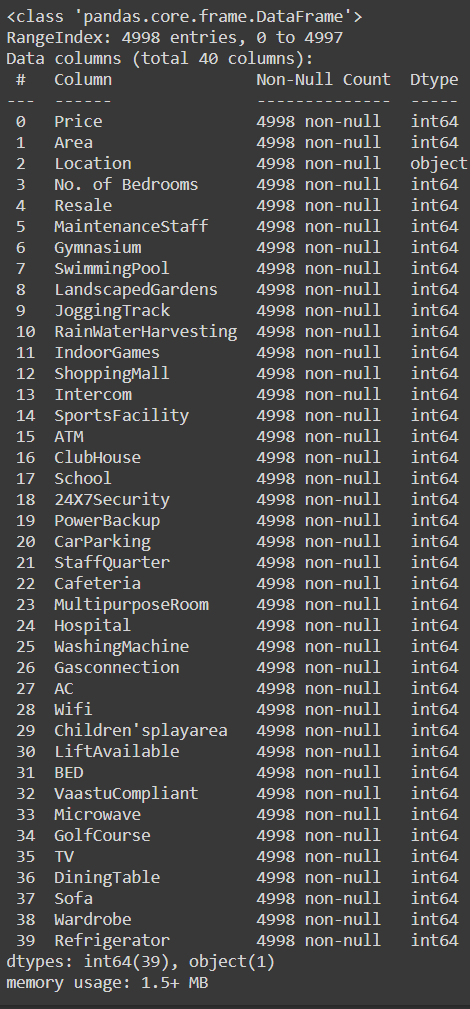 <class 'pandas.core.frame.DataFrame'>
RangeIndex: 4998 entries, 0 to 4997
Data columns (total 40 columns):
 #   Column               Non-Null Count  Dtype
---  ------               --------------  -----
 0   Price                4998 non-null   int64
 1   Area                 4998 non-null   int64
 2   Location             4998 non-null   object
 3   No. of Bedrooms      4998 non-null   int64
 4   Resale               4998 non-null   int64
 5   MaintenanceStaff     4998 non-null   int64
 6   Gymnasium            4998 non-null   int64
 7   SwimmingPool         4998 non-null   int64
 8   LandscapedGardens    4998 non-null   int64
 9   JoggingTrack         4998 non-null   int64
 10  RainWaterHarvesting  4998 non-null   int64
 11  IndoorGames          4998 non-null   int64
 12  ShoppingMall         4998 non-null   int64
 13  Intercom             4998 non-null   int64
 14  SportsFacility       4998 non-null   int64
 15  ATM                  4998 non-null   int64
 16  ClubHouse            4998 non-null   int64
 17  School               4998 non-null   int64
 18  24X7Security         4998 non-null   int64
 19  PowerBackup          4998 non-null   int64
 20  CarParking           4998 non-null   int64
 21  StaffQuarter         4998 non-null   int64
 22  Cafeteria            4998 non-null   int64
 23  MultipurposeRoom     4998 non-null   int64
 24  Hospital             4998 non-null   int64
 25  WashingMachine       4998 non-null   int64
 26  Gasconnection        4998 non-null   int64
 27  AC                   4998 non-null   int64
 28  Wifi                 4998 non-null   int64
 29  Children'splayarea   4998 non-null   int64
 30  LiftAvailable        4998 non-null   int64
 31  BED                  4998 non-null   int64
 32  VaastuCompliant      4998 non-null   int64
 33  Microwave            4998 non-null   int64
 34  GolfCourse           4998 non-null   int64
 35  TV                   4998 non-null   int64
 36  DiningTable          4998 non-null   int64
 37  Sofa                 4998 non-null   int64
 38  Wardrobe             4998 non-null   int64
 39  Refrigerator         4998 non-null   int64
dtypes: int64(39), object(1)
memory usage: 1.5+ MB